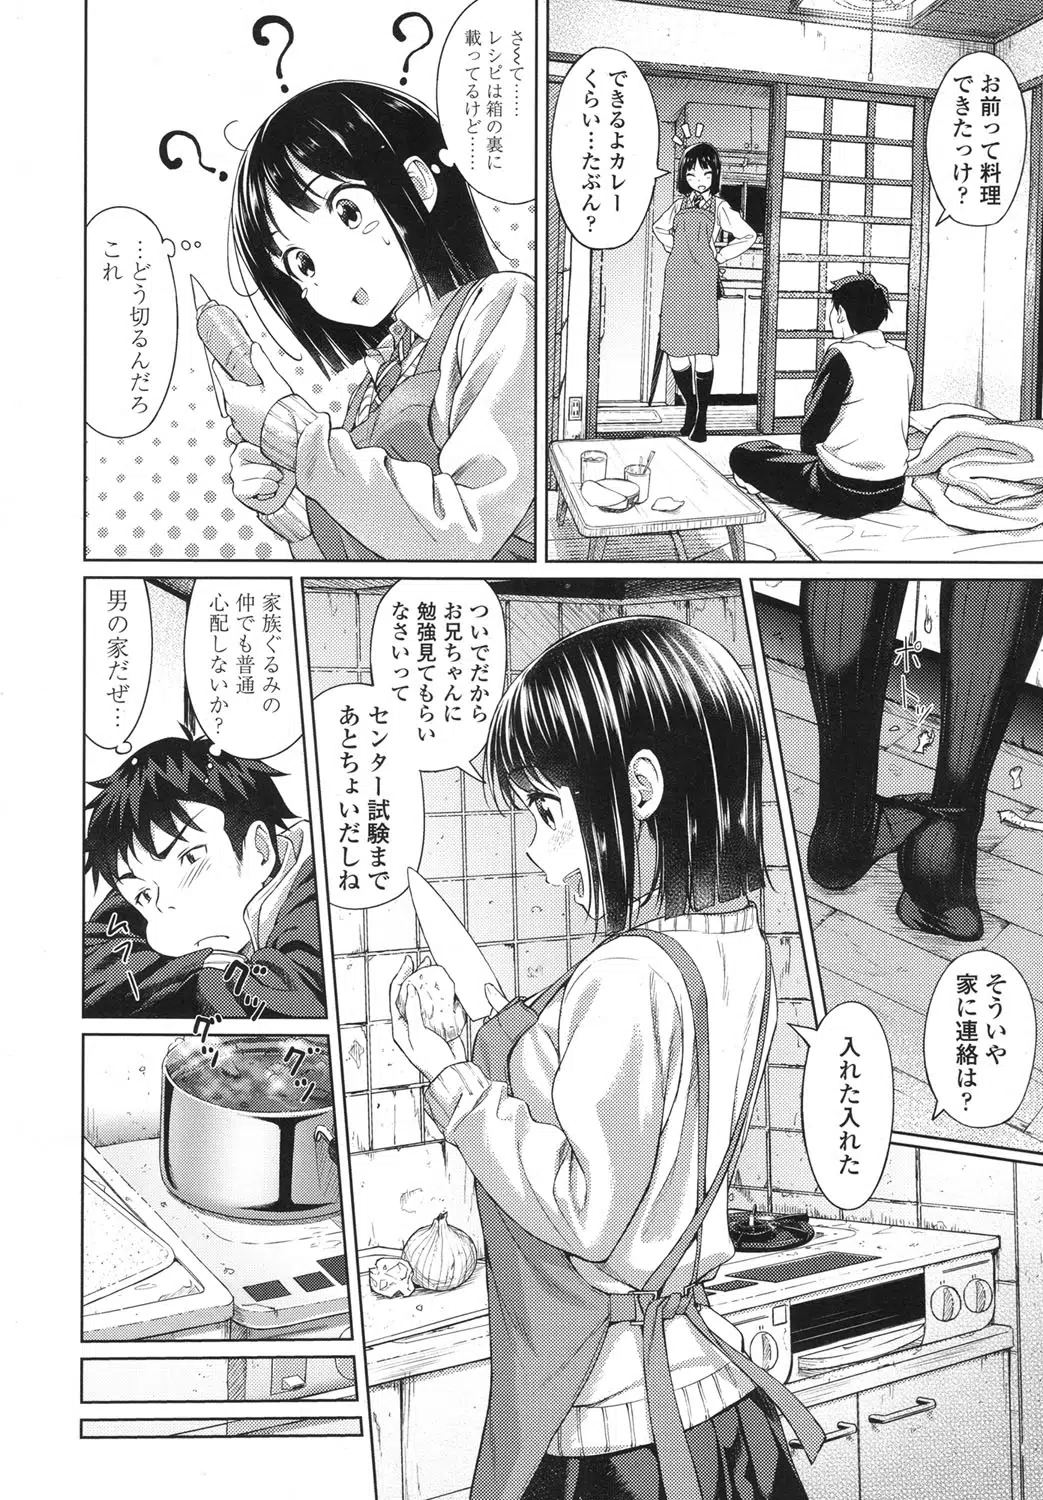 お前って料理
できたっけ？
できるよカレー
くらい…たぶん？
さ〜て……
レシピは箱の裏に
載ってるけど……
？
？
？
…どう切るんだろ
これ
ポトッ
そういや
家に連絡は？
入れた入れた
ついでだから
お兄ちゃんに
勉強見てもらい
なさいって
センター試験まで
あとちょいだしね
家族ぐるみの
仲でも普通
心配しないか？
男の家だぜ…
ムスー
グツ
グツ